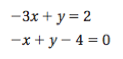 −3x + y = 2
−x + y − 4 = 0